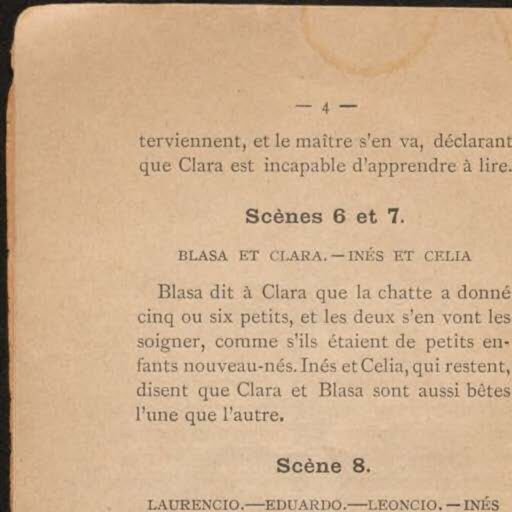 — 4 —
terviennent, et le maître s'en va, déclarant
que Clara est incapable d'apprendre à lire.
Scènes 6 et 7.
BLASA ET CLARA.—INÉS ET CELIA
Blasa dit à Clara que la chatte a donné
cinq ou six petits, et les deux s'en vont les
soigner, comme s'ils étaient de petits en-
fants nouveau-nés. Inés et Celia, qui restent,
disent que Clara et Blasa sont aussi bêtes
l'une que l'autre.
Scène 8.
LAURENCIO.—EDUARDO.—LEONCIO.—INÉS